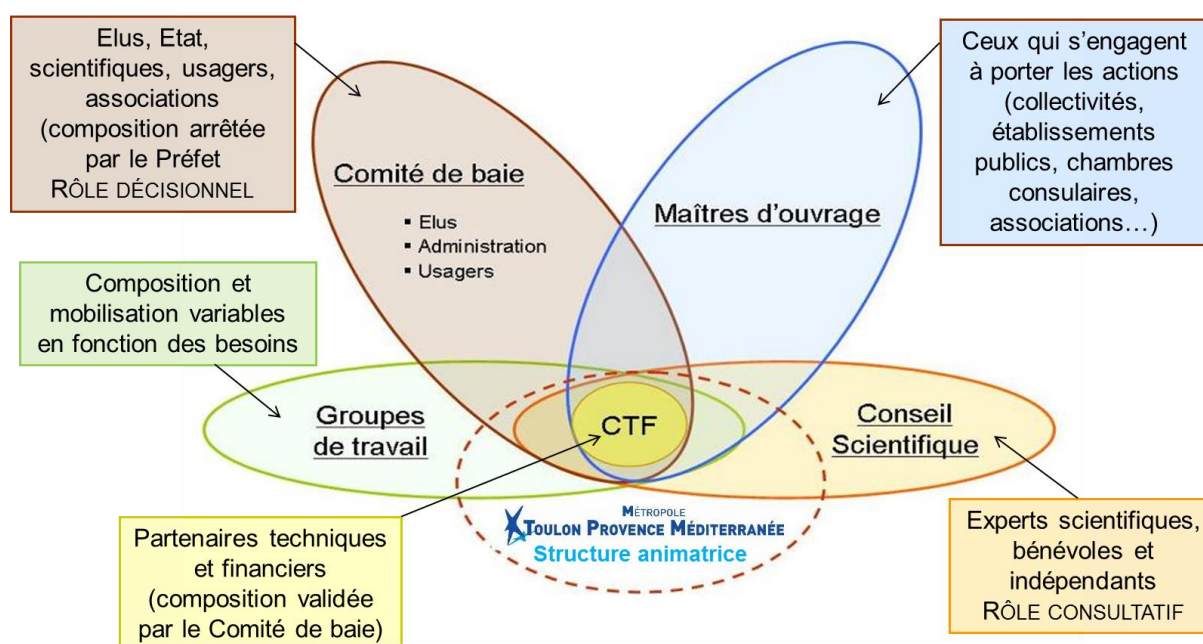 Elus, Etat,
scientifiques, usagers,
associations
(composition arrêtée
par le Préfet
RÔLE DÉCISIONNEL
Ceux qui s’engagent
à porter les actions
(collectivités,
établissements
publics, chambres
consulaires,
associations…)
Comité de baie
▪ Elus
▪ Administration
▪ Usagers
Maîtres d’ouvrage
Composition et
mobilisation variables
en fonction des besoins
Groupes
de travail
CTF
Conseil
Scientifique
MÉTROPOLE
TOULON PROVENCE MÉDITERRANÉE
Structure animatrice
Partenaires techniques
et financiers
(composition validée
par le Comité de baie)
Experts scientifiques,
bénévoles et
indépendants
RÔLE CONSULTATIF